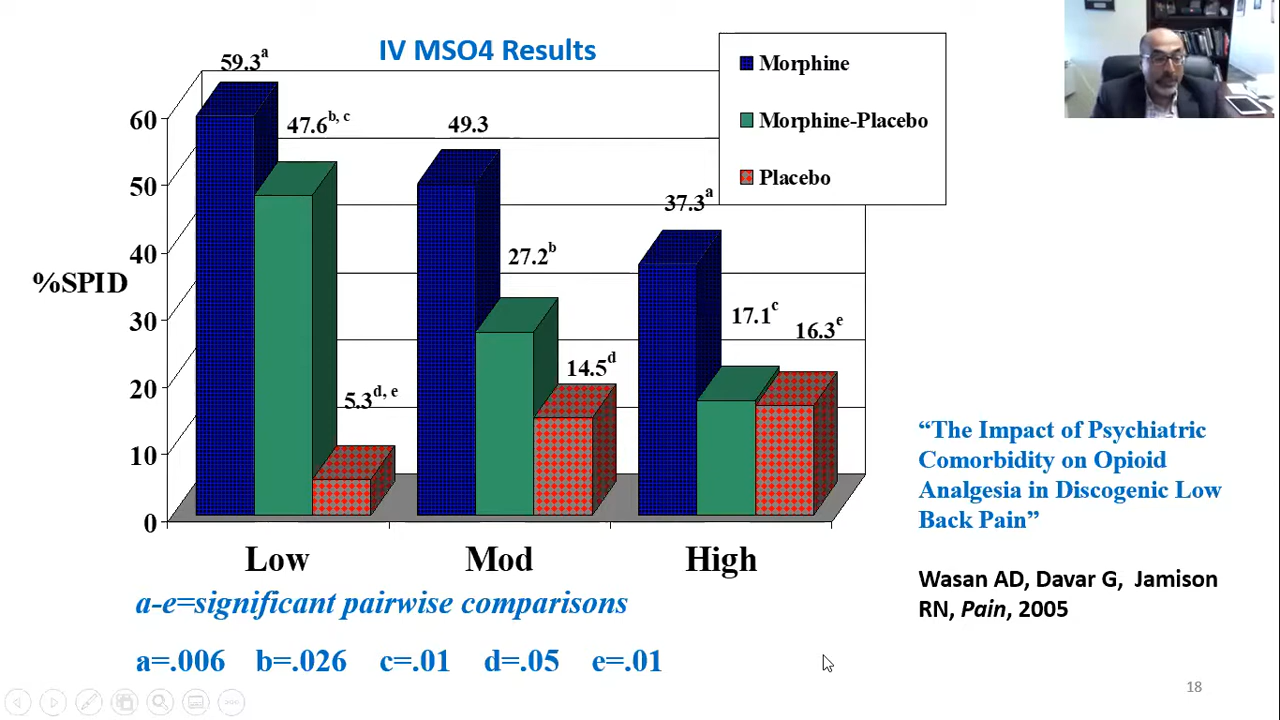 IV MSO4 Results
Morphine
Morphine-Placebo
Placebo
59.3a
47.6b, c
5.3d, e
49.3
27.2b
14.5d
37.3a
17.1c
16.3e
%SPID
60
50
40
30
20
10
0
Low
Mod
High
a-e=significant pairwise comparisons
a=.006 b=.026 c=.01 d=.05 e=.01
“The Impact of Psychiatric
Comorbidity on Opioid
Analgesia in Discogenic Low
Back Pain”
Wasan AD, Davar G, Jamison
RN, Pain, 2005
18